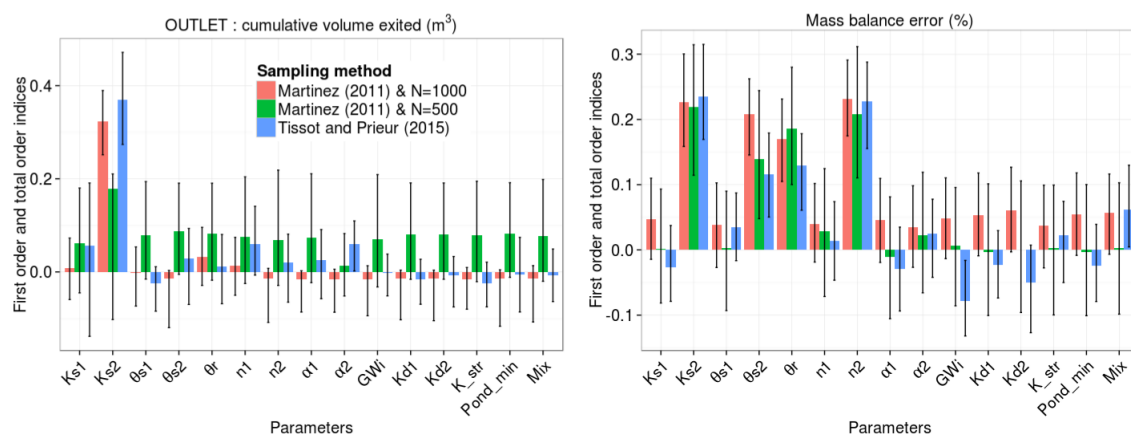 OUTLET : cumulative volume exited (m³)
First order and total order indices
0.4
0.2
0.0
Sampling method
Martinez (2011) & N=1000
Martinez (2011) & N=500
Tissot and Prieur (2015)
Ks1 Ks2 θs1 θs2 θr n1 n2 α1 α2 GWi Kd1 Kd2 K_str Pond_min Mix
Parameters
Mass balance error (%)
First order and total order indices
0.3
0.2
0.1
0.0
-0.1
Ks1 Ks2 θs1 θs2 θr n1 n2 α1 α2 GWi Kd1 Kd2 K_str Pond_min Mix
Parameters